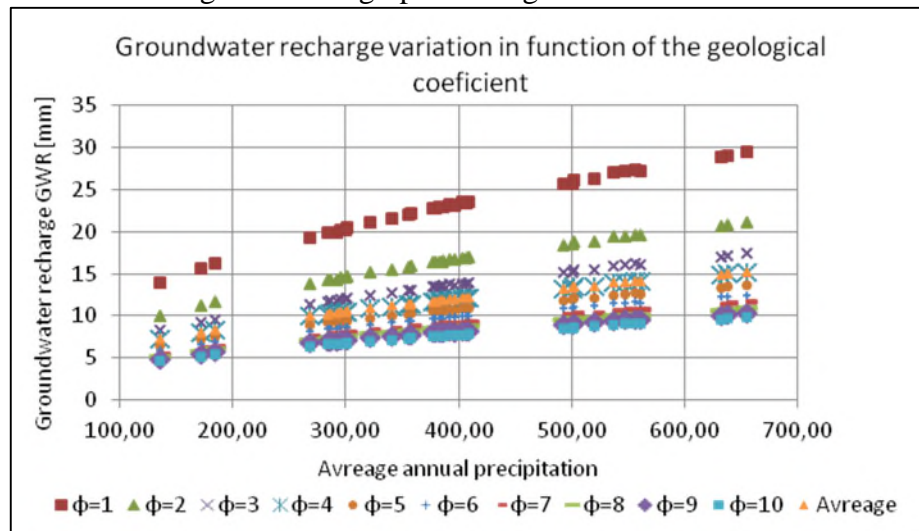 Groundwater recharge variation in function of the geological
coeficient
Groundwater recharge GWR [mm]
35
30
25
20
15
10
5
0
100,00 200,00 300,00 400,00 500,00 600,00 700,00
Avreage annual precipitation
ϕ=1 ϕ=2 ϕ=3 ϕ=4 ϕ=5 ϕ=6 ϕ=7 ϕ=8 ϕ=9 ϕ=10 Avreage